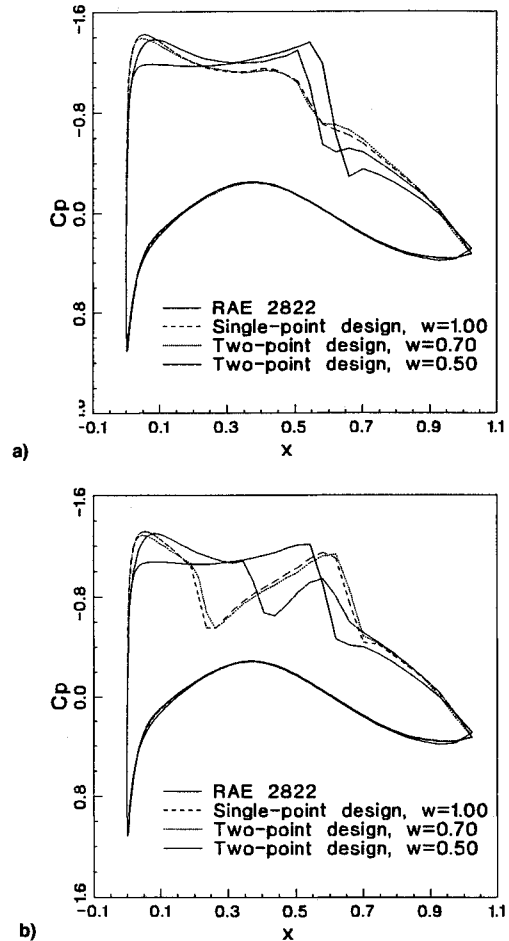 -1.6
-0.8
0.0
0.8
Cp
RAE 2822
Single-point design, w=1.00
Two-point design, w=0.70
Two-point design, w=0.50
-0.1 0.1 0.3 0.5 0.7 0.9 1.1
x
a)
-1.6
-0.8
0.0
0.8
1.6
Cp
RAE 2822
Single-point design, w=1.00
Two-point design, w=0.70
Two-point design, w=0.50
-0.1 0.1 0.3 0.5 0.7 0.9 1.1
x
b)